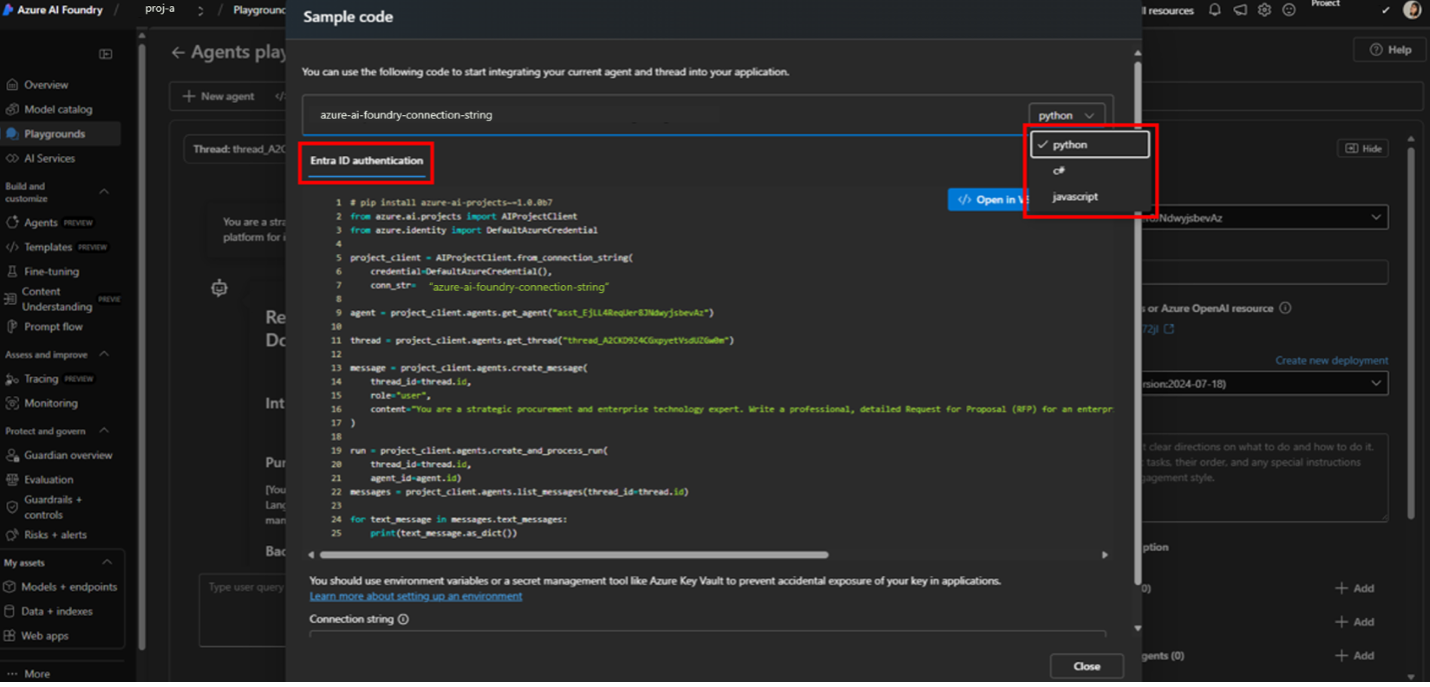 Azure AI Foundry / proj-a / Playground
Sample code
l resources
Project
Overview
Model catalog
Playgrounds
AI Services
Build and
customize
Agents PREVIEW
Templates PREVIEW
Fine-tuning
Content
Understanding PREVIE
Prompt flow
Assess and improve
Tracing PREVIEW
Monitoring
Protect and govern
Guardian overview
Evaluation
Guardrails +
controls
Risks + alerts
My assets
Models + endpoints
Data + indexes
Web apps
More
Agents play
New agent
Thread: thread_A2C
You are a stra
platform for i
Re
Do
Int
Pur
[You
Lang
man
Bac
Type user query
You can use the following code to start integrating your current agent and thread into your application.
azure-ai-foundry-connection-string
python
python
c#
javascript
Entra ID authentication
Open in VS
1 # pip install azure-ai-projects~=1.0.0b7
2 from azure.ai.projects import AIProjectClient
3 from azure.identity import DefaultAzureCredential
4
5 project_client = AIProjectClient.from_connection_string(
6 credential=DefaultAzureCredential(),
7 conn_str= "azure-ai-foundry-connection-string"
8
9 agent = project_client.agents.get_agent("asst_EjLL4ReqUer8JNdwyjsbevAz")
10
11 thread = project_client.agents.get_thread("thread_A2CKD9Z4CGxpyetVsdUZGw0m")
12
13 message = project_client.agents.create_message(
14 thread_id=thread.id,
15 role="user",
16 content="You are a strategic procurement and enterprise technology expert. Write a professional, detailed Request for Proposal (RFP) for an enterpr
17 )
18
19 run = project_client.agents.create_and_process_run(
20 thread_id=thread.id,
21 agent_id=agent.id)
22 messages = project_client.agents.list_messages(thread_id=thread.id)
23
24 for text_message in messages.text_messages:
25 print(text_message.as_dict())
You should use environment variables or a secret management tool like Azure Key Vault to prevent accidental exposure of your key in applications.
Learn more about setting up an environment
Connection string
Close
Help
Hide
NdwyjsbevAz
s or Azure OpenAI resource
72jl
Create new deployment
rsion:2024-07-18)
t clear directions on what to do and how to do it.
tasks, their order, and any special instructions
gagement style.
ption
0)
Add
Add
gents (0)
Add